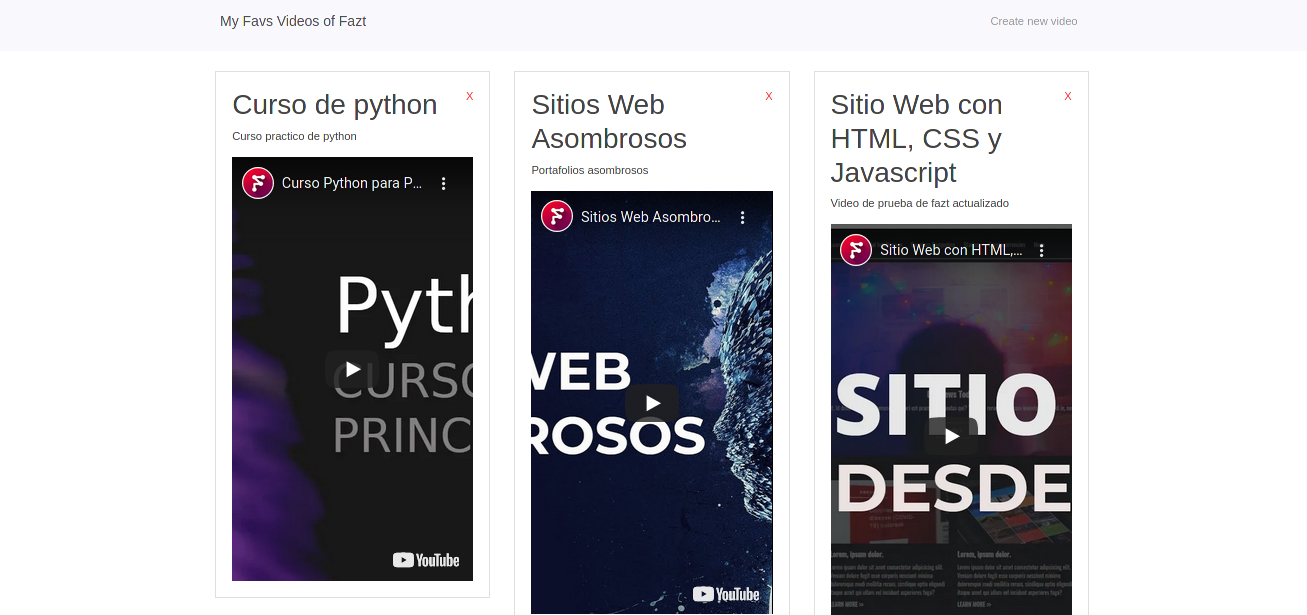 My Favs Videos of Fazt
Create new video
Curso de python
X
Curso practico de python
Curso Python para P...
Pyth
CURSO
PRINC
YouTube
Sitios Web
Asombrosos
X
Portafolios asombrosos
Sitios Web Asombro...
WEB
ROSOS
YouTube
Sitio Web con
HTML, CSS y
Javascript
X
Video de prueba de fazt actualizado
Sitio Web con HTML,...
SITIO
DESDE
Lorem, ipsum dolor.
Lorem, ipsum dolor.
LEARN MORE >>
LEARN MORE >>